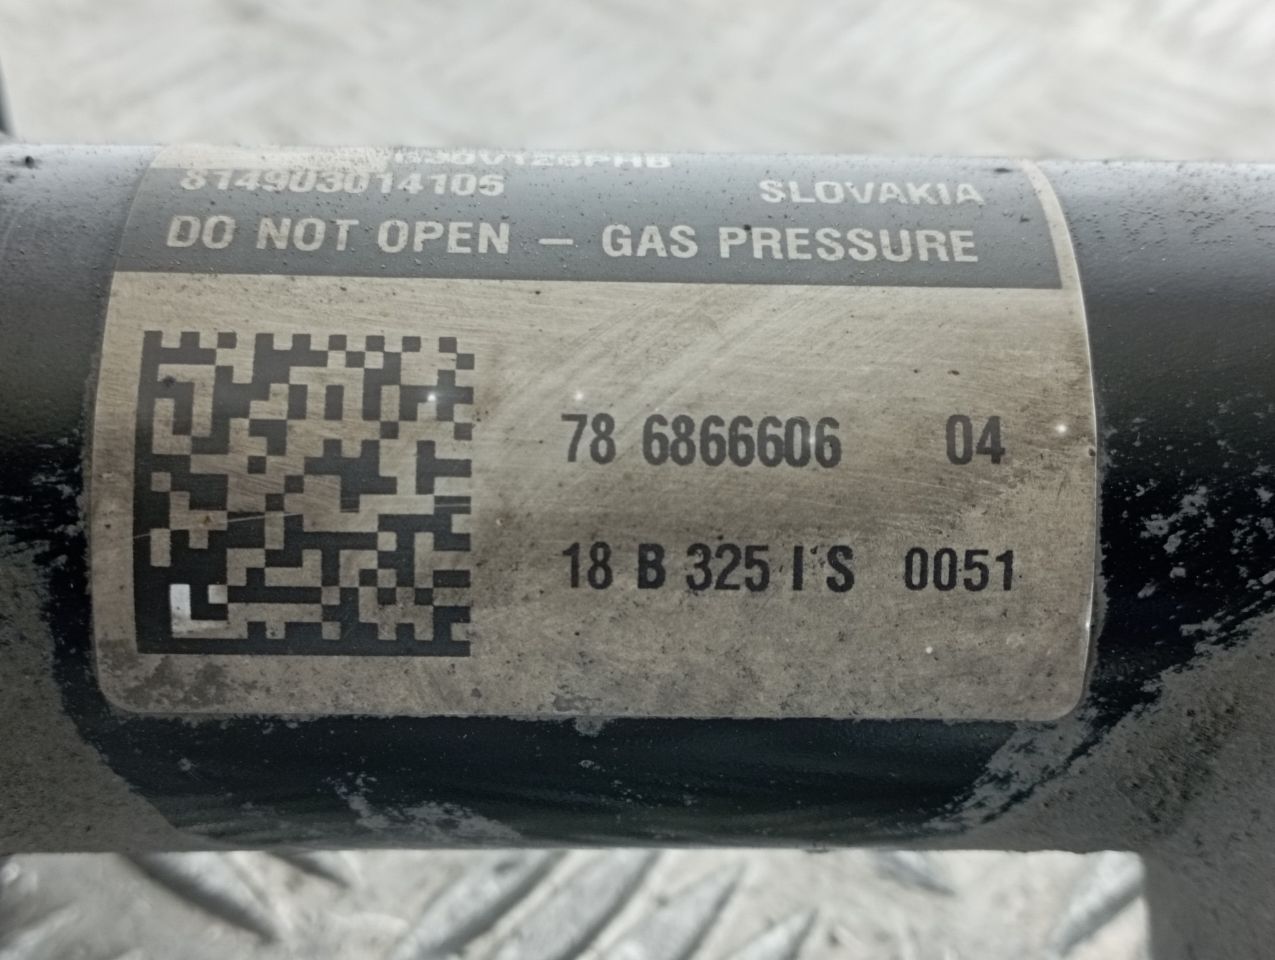 814903014105 SLOVAKIA
DO NOT OPEN – GAS PRESSURE
78 6866606 04
18 B 325 I S 0051